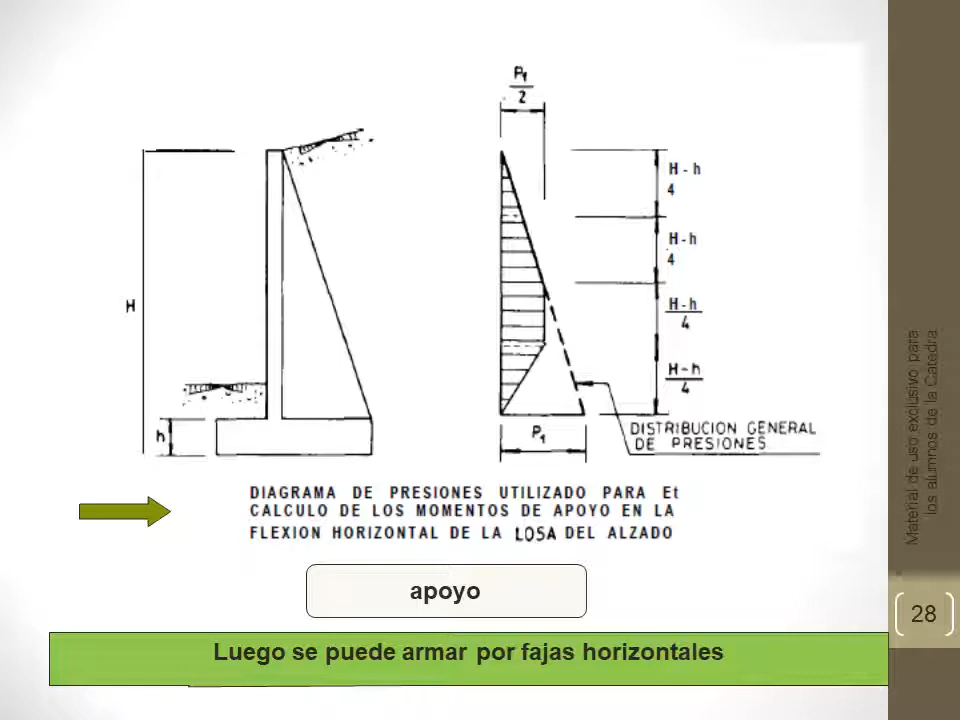 P1
2
H - h
4
H-h
4
H-h
4
H-h
4
H
h
P1
DISTRIBUCION GENERAL
DE PRESIONES
DIAGRAMA DE PRESIONES UTILIZADO PARA Et
CALCULO DE LOS MOMENTOS DE APOYO EN LA
FLEXION HORIZONTAL DE LA LOSA DEL ALZADO
apoyo
Luego se puede armar por fajas horizontales
Material de uso exclusivo para
los alumnos de la Catedra
28